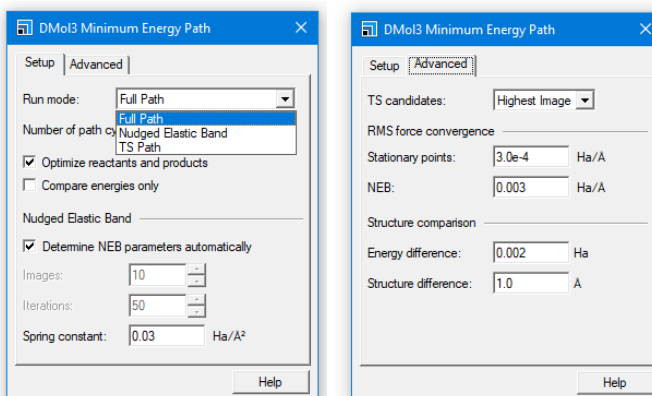 DMol3 Minimum Energy Path
Setup Advanced
Run mode: Full Path
Full Path
Number of path cy
Nudged Elastic Band
TS Path
Optimize reactants and products
Compare energies only
Nudged Elastic Band
Determine NEB parameters automatically
Images: 10
Iterations: 50
Spring constant: 0.03 Ha/Å²
Help
DMol3 Minimum Energy Path
Setup Advanced
TS candidates: Highest Image
RMS force convergence
Stationary points: 3.0e-4 Ha/Å
NEB: 0.003 Ha/Å
Structure comparison
Energy difference: 0.002 Ha
Structure difference: 1.0 Å
Help